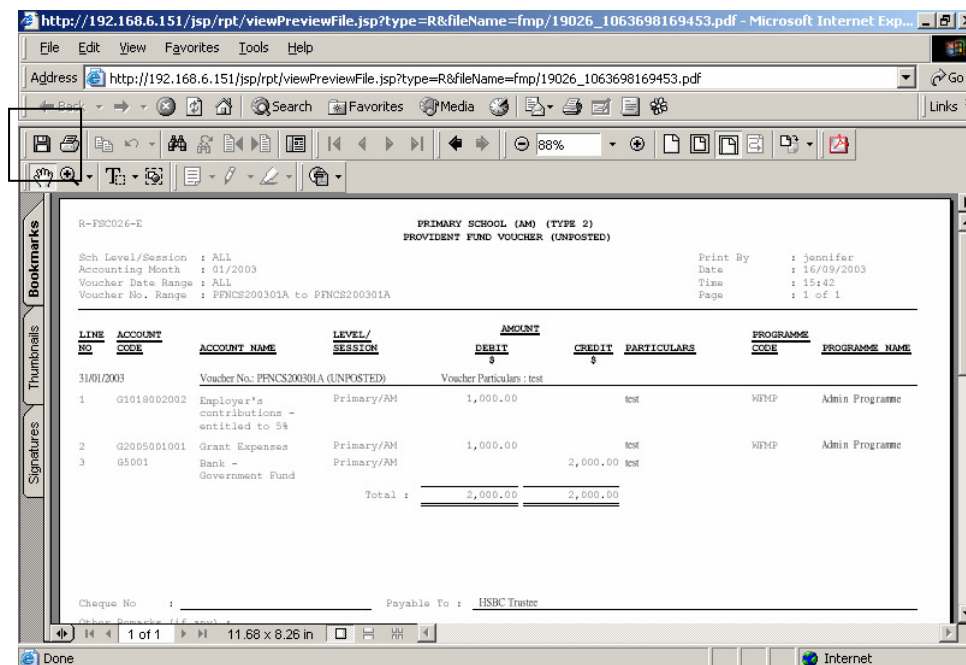 http://192.168.6.151/jsp/rpt/viewPreviewFile.jsp?type=R&fileName=fmp/19026_1063698169453.pdf - Microsoft Internet Exp...
File Edit View Favorites Tools Help
Address http://192.168.6.151/jsp/rpt/viewPreviewFile.jsp?type=R&fileName=fmp/19026_1063698169453.pdf Go
Back Search Favorites Media Links
88%
Bookmarks
Thumbnails
Signatures
R-FSC026-E PRIMARY SCHOOL (AM) (TYPE 2)
PROVIDENT FUND VOUCHER (UNPOSTED)
Sch Level/Session : ALL Print By : jennifer
Accounting Month : 01/2003 Date : 16/09/2003
Voucher Date Range : ALL Time : 15:42
Voucher No. Range : PFNCS200301A to PFNCS200301A Page : 1 of 1
LINE ACCOUNT LEVEL/ AMOUNT PROGRAMME
NO CODE ACCOUNT NAME SESSION DEBIT CREDIT PARTICULARS CODE PROGRAMME NAME
$ $
31/01/2003 Voucher No.: PFNCS200301A (UNPOSTED) Voucher Particulars : test
1 G1018002002 Employer's Primary/AM 1,000.00 test WFMP Admin Programme
contributions -
entitled to 5%
2 G2005001001 Grant Expenses Primary/AM 1,000.00 test WFMP Admin Programme
3 G5001 Bank - Primary/AM 2,000.00 test
Government Fund
Total : 2,000.00 2,000.00
Cheque No : Payable To : HSBC Trustee
Other Remarks (if any) :
1 of 1 11.68 x 8.26 in
Done Internet